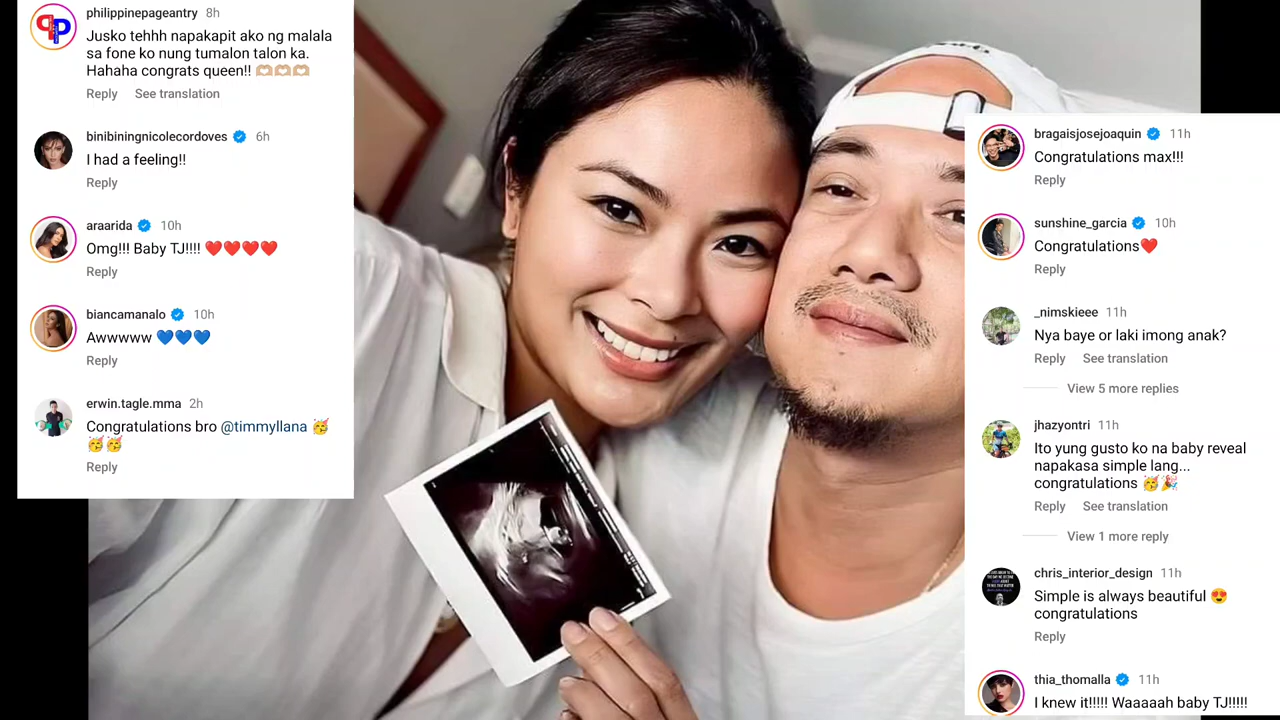 philippinepageantry 8h
Jusko tehhh napakapit ako ng malala
sa fone ko nung tumalon talon ka.
Hahaha congrats queen!! 🫶🏼🫶🏼🫶🏼
Reply See translation
binibiningnicolecordoves 6h
I had a feeling!!
Reply
araarida 10h
Omg!!! Baby TJ!!!! ❤️❤️❤️❤️
Reply
biancamanalo 10h
Awwwww 💙💙💙
Reply
erwin.tagle.mma 2h
Congratulations bro @timmyllana 🥳
🥳🥳
Reply
bragaisjosejoaquin 11h
Congratulations max!!!
Reply
sunshine_garcia 10h
Congratulations❤️
Reply
_nimskieee 11h
Nya baye or laki imong anak?
Reply See translation
View 5 more replies
jhazyontri 11h
Ito yung gusto ko na baby reveal
napakasa simple lang...
congratulations 🥳🎉
Reply See translation
View 1 more reply
chris_interior_design 11h
Simple is always beautiful 😍
congratulations
Reply
thia_thomalla 11h
I knew it!!!!! Waaaaah baby TJ!!!!!